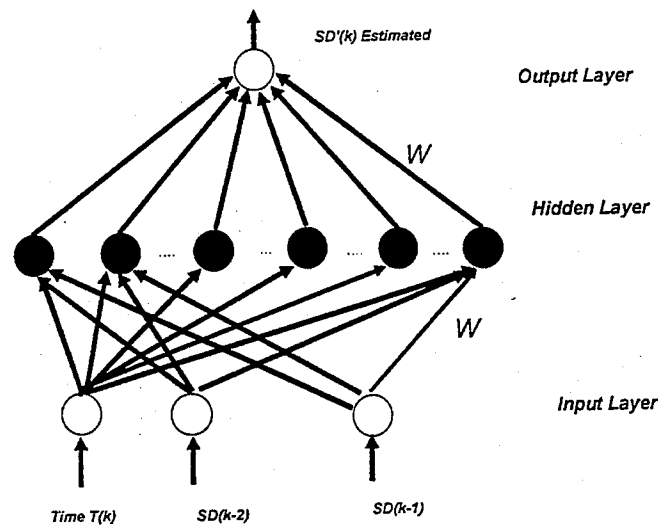 SD'(k) Estimated
Output Layer
W
Hidden Layer
.... ... .... ....
W
Input Layer
Time T(k)
SD(k-2)
SD(k-1)